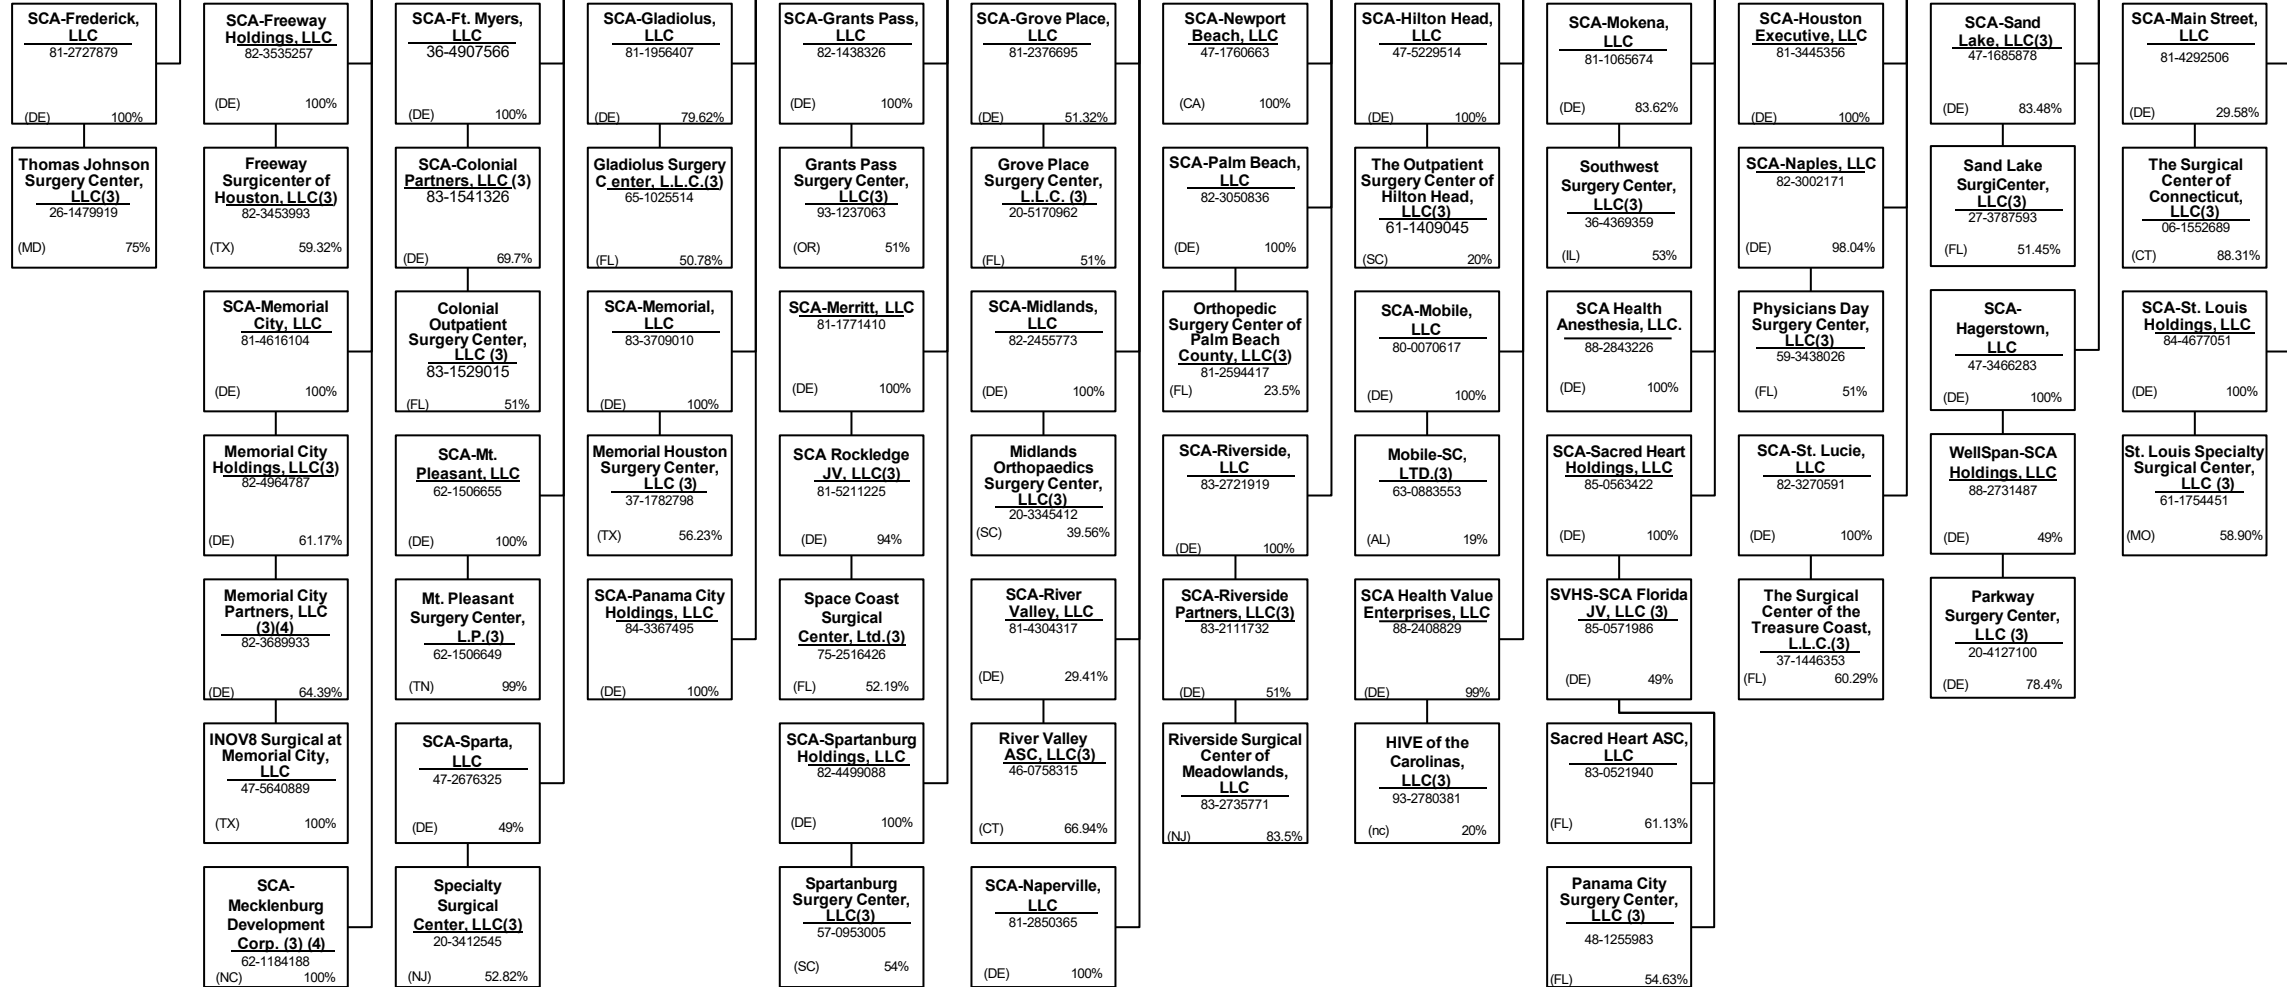 SCA-Frederick,
LLC
81-2727879
(DE) 100%
Thomas Johnson
Surgery Center,
LLC(3)
26-1479919
(MD) 75%
SCA-Freeway
Holdings, LLC
82-3535257
(DE) 100%
Freeway
Surgicenter of
Houston, LLC(3)
82-3453993
(TX) 59.32%
SCA-Memorial
City, LLC
81-4616104
(DE) 100%
Memorial City
Holdings, LLC(3)
82-4964787
(DE) 61.17%
Memorial City
Partners, LLC
(3)(4)
82-3689933
(DE) 64.39%
INOV8 Surgical at
Memorial City,
LLC
47-5640889
(TX) 100%
SCA-
Mecklenburg
Development
Corp. (3) (4)
62-1184188
(NC) 100%
SCA-Ft. Myers,
LLC
36-4907566
(DE) 100%
SCA-Colonial
Partners, LLC (3)
83-1541326
(DE) 69.7%
Colonial
Outpatient
Surgery Center,
LLC (3)
83-1529015
(FL) 51%
SCA-Mt.
Pleasant, LLC
62-1506655
(DE) 100%
Mt. Pleasant
Surgery Center,
L.P.(3)
62-1506649
(TN) 99%
SCA-Sparta,
LLC
47-2676325
(DE) 49%
Specialty
Surgical
Center, LLC(3)
20-3412545
(NJ) 52.82%
SCA-Gladiolus,
LLC
81-1956407
(DE) 79.62%
Gladiolus Surgery
C enter, L.L.C.(3)
65-1025514
(FL) 50.78%
SCA-Memorial,
LLC
83-3709010
(DE) 100%
Memorial Houston
Surgery Center,
LLC (3)
37-1782798
(TX) 56.23%
SCA-Panama City
Holdings, LLC
84-3367495
(DE) 100%
SCA-Grants Pass,
LLC
82-1438326
(DE) 100%
Grants Pass
Surgery Center,
LLC(3)
93-1237063
(OR) 51%
SCA-Merritt, LLC
81-1771410
(DE) 100%
SCA Rockledge
JV, LLC(3)
81-5211225
(DE) 94%
Space Coast
Surgical
Center, Ltd.(3)
75-2516426
(FL) 52.19%
SCA-Spartanburg
Holdings, LLC
82-4499088
(DE) 100%
Spartanburg
Surgery Center,
LLC(3)
57-0953005
(SC) 54%
SCA-Grove Place,
LLC
81-2376695
(DE) 51.32%
Grove Place
Surgery Center,
L.L.C. (3)
20-5170962
(FL) 51%
SCA-Midlands,
LLC
82-2455773
(DE) 100%
Midlands
Orthopaedics
Surgery Center,
LLC(3)
20-3345412
(SC) 39.56%
SCA-River
Valley, LLC
81-4304317
(DE) 29.41%
River Valley
ASC, LLC(3)
46-0758315
(CT) 66.94%
SCA-Naperville,
LLC
81-2850365
(DE) 100%
SCA-Newport
Beach, LLC
47-1760663
(CA) 100%
SCA-Palm Beach,
LLC
82-3050836
(DE) 100%
Orthopedic
Surgery Center of
Palm Beach
County, LLC(3)
81-2594417
(FL) 23.5%
SCA-Riverside,
LLC
83-2721919
(DE) 100%
SCA-Riverside
Partners, LLC(3)
83-2111732
(DE) 51%
Riverside Surgical
Center of
Meadowlands,
LLC
83-2735771
(NJ) 83.5%
SCA-Hilton Head,
LLC
47-5229514
(DE) 100%
The Outpatient
Surgery Center of
Hilton Head,
LLC(3)
61-1409045
(SC) 20%
SCA-Mobile,
LLC
80-0070617
(DE) 100%
Mobile-SC,
LTD.(3)
63-0883553
(AL) 19%
SCA Health Value
Enterprises, LLC
88-2408829
(DE) 99%
HIVE of the
Carolinas,
LLC(3)
93-2780381
(nc) 20%
SCA-Mokena,
LLC
81-1065674
(DE) 83.62%
Southwest
Surgery Center,
LLC(3)
36-4369359
(IL) 53%
SCA Health
Anesthesia, LLC.
88-2843226
(DE) 100%
SCA-Sacred Heart
Holdings, LLC
85-0563422
(DE) 100%
SVHS-SCA Florida
JV, LLC (3)
85-0571986
(DE) 49%
Sacred Heart ASC,
LLC
83-0521940
(FL) 61.13%
Panama City
Surgery Center,
LLC (3)
48-1255983
(FL) 54.63%
SCA-Houston
Executive, LLC
81-3445356
(DE) 100%
SCA-Naples, LLC
82-3002171
(DE) 98.04%
Physicians Day
Surgery Center,
LLC(3)
59-3438026
(FL) 51%
SCA-St. Lucie,
LLC
82-3270591
(DE) 100%
The Surgical
Center of the
Treasure Coast,
L.L.C.(3)
37-1446353
(FL) 60.29%
SCA-Sand
Lake, LLC(3)
47-1685878
(DE) 83.48%
Sand Lake
SurgiCenter,
LLC(3)
27-3787593
(FL) 51.45%
SCA-
Hagerstown,
LLC
47-3466283
(DE) 100%
WellSpan-SCA
Holdings, LLC
88-2731487
(DE) 49%
Parkway
Surgery Center,
LLC (3)
20-4127100
(DE) 78.4%
SCA-Main Street,
LLC
81-4292506
(DE) 29.58%
The Surgical
Center of
Connecticut,
LLC(3)
06-1552689
(CT) 88.31%
SCA-St. Louis
Holdings, LLC
84-4677051
(DE) 100%
St. Louis Specialty
Surgical Center,
LLC (3)
61-1754451
(MO) 58.90%